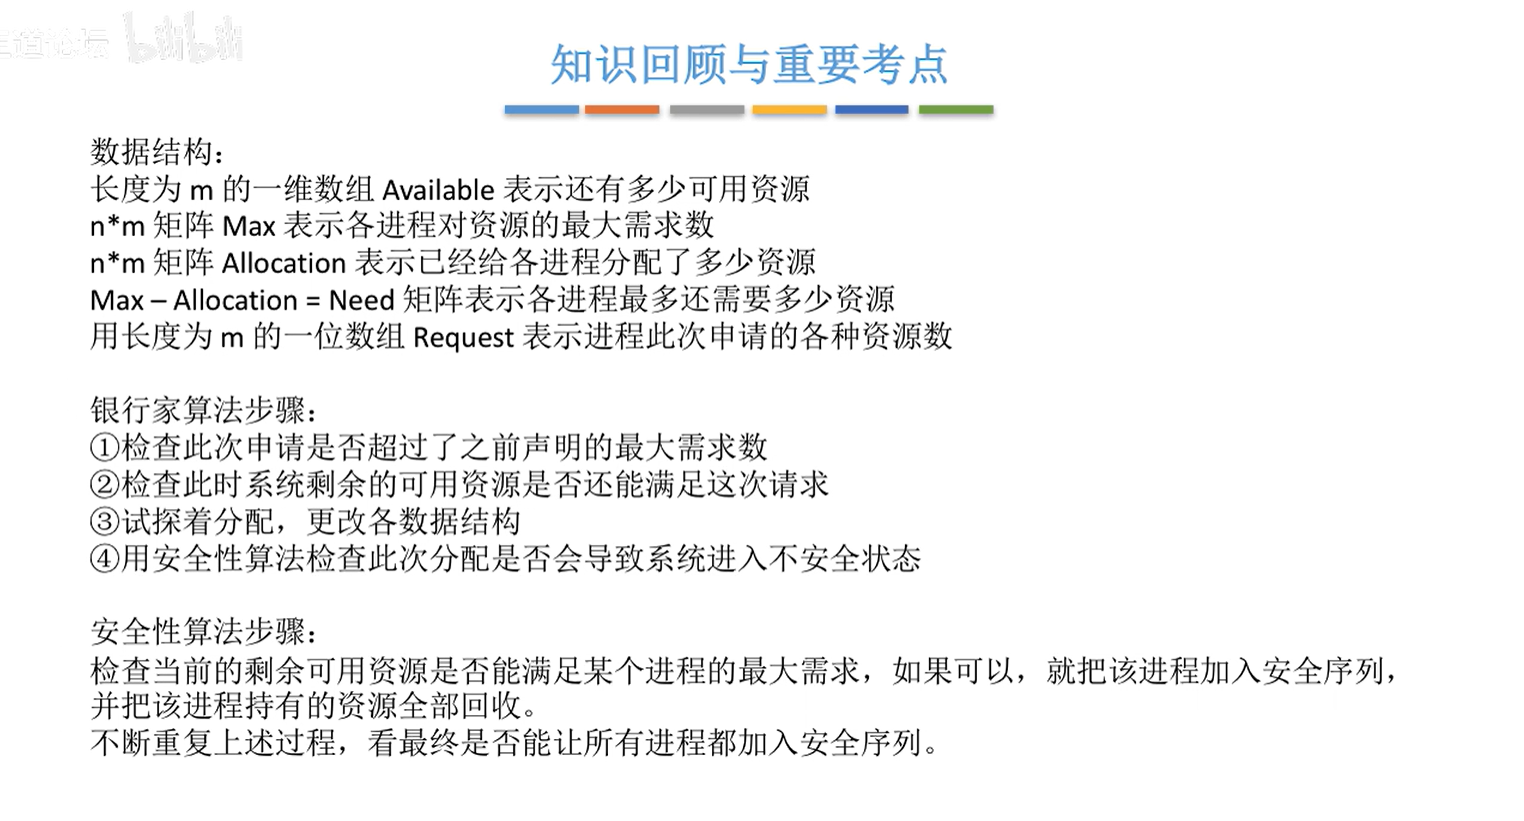 道论坛 bilibili
知识回顾与重要考点
数据结构：
长度为 m 的一维数组 Available 表示还有多少可用资源
n*m 矩阵 Max 表示各进程对资源的最大需求数
n*m 矩阵 Allocation 表示已经给各进程分配了多少资源
Max – Allocation = Need 矩阵表示各进程最多还需要多少资源
用长度为 m 的一位数组 Request 表示进程此次申请的各种资源数
银行家算法步骤：
①检查此次申请是否超过了之前声明的最大需求数
②检查此时系统剩余的可用资源是否还能满足这次请求
③试探着分配，更改各数据结构
④用安全性算法检查此次分配是否会导致系统进入不安全状态
安全性算法步骤：
检查当前的剩余可用资源是否能满足某个进程的最大需求，如果可以，就把该进程加入安全序列，
并把该进程持有的资源全部回收。
不断重复上述过程，看最终是否能让所有进程都加入安全序列。